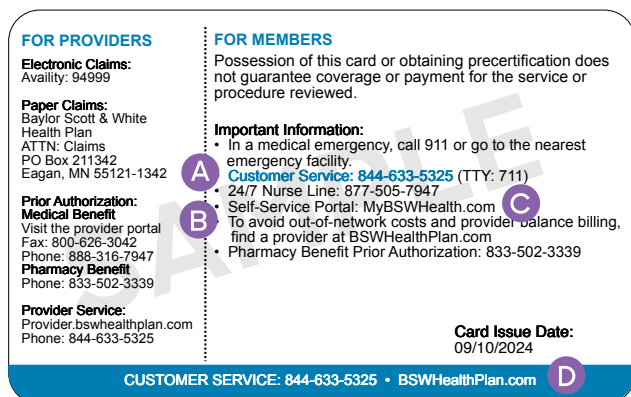 FOR PROVIDERS
Electronic Claims:
Availity: 94999
Paper Claims:
Baylor Scott & White
Health Plan
ATTN: Claims
PO Box 211342
Eagan, MN 55121-1342
Prior Authorization:
Medical Benefit
Visit the provider portal
Fax: 800-626-3042
Phone: 888-316-7947
Pharmacy Benefit
Phone: 833-502-3339
Provider Service:
Provider.bswhealthplan.com
Phone: 844-633-5325
FOR MEMBERS
Possession of this card or obtaining precertification does
not guarantee coverage or payment for the service or
procedure reviewed.
Important Information:
• In a medical emergency, call 911 or go to the nearest
emergency facility.
A Customer Service: 844-633-5325 (TTY: 711)
• 24/7 Nurse Line: 877-505-7947
B • Self-Service Portal: MyBSWHealth.com C
• To avoid out-of-network costs and provider balance billing,
find a provider at BSWHealthPlan.com
• Pharmacy Benefit Prior Authorization: 833-502-3339
SAMPLE
Card Issue Date:
09/10/2024
CUSTOMER SERVICE: 844-633-5325 • BSWHealthPlan.com D